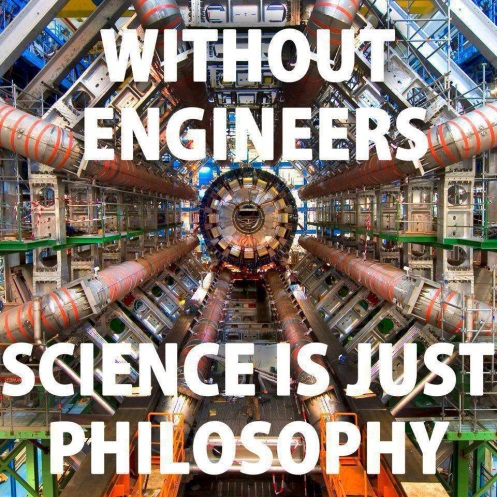 WITHOUT
ENGINEERS
SCIENCE IS JUST
PHILOSOPHY